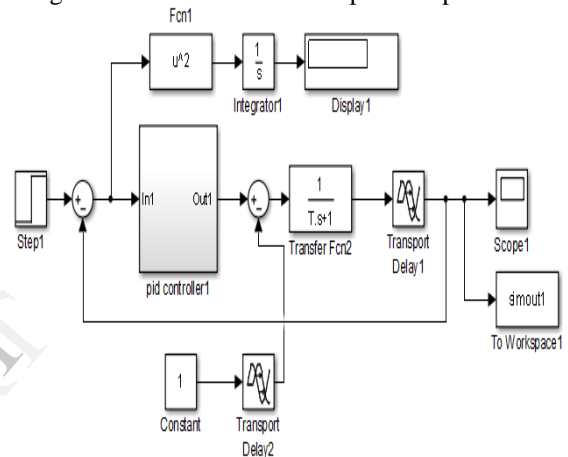 Fcn1
u^2
1
s
Integrator1
Display1
Step1
In1
Out1
pid controller1
1
T.s+1
Transfer Fcn2
Transport
Delay1
Scope1
simout1
To Workspace1
1
Constant
Transport
Delay2